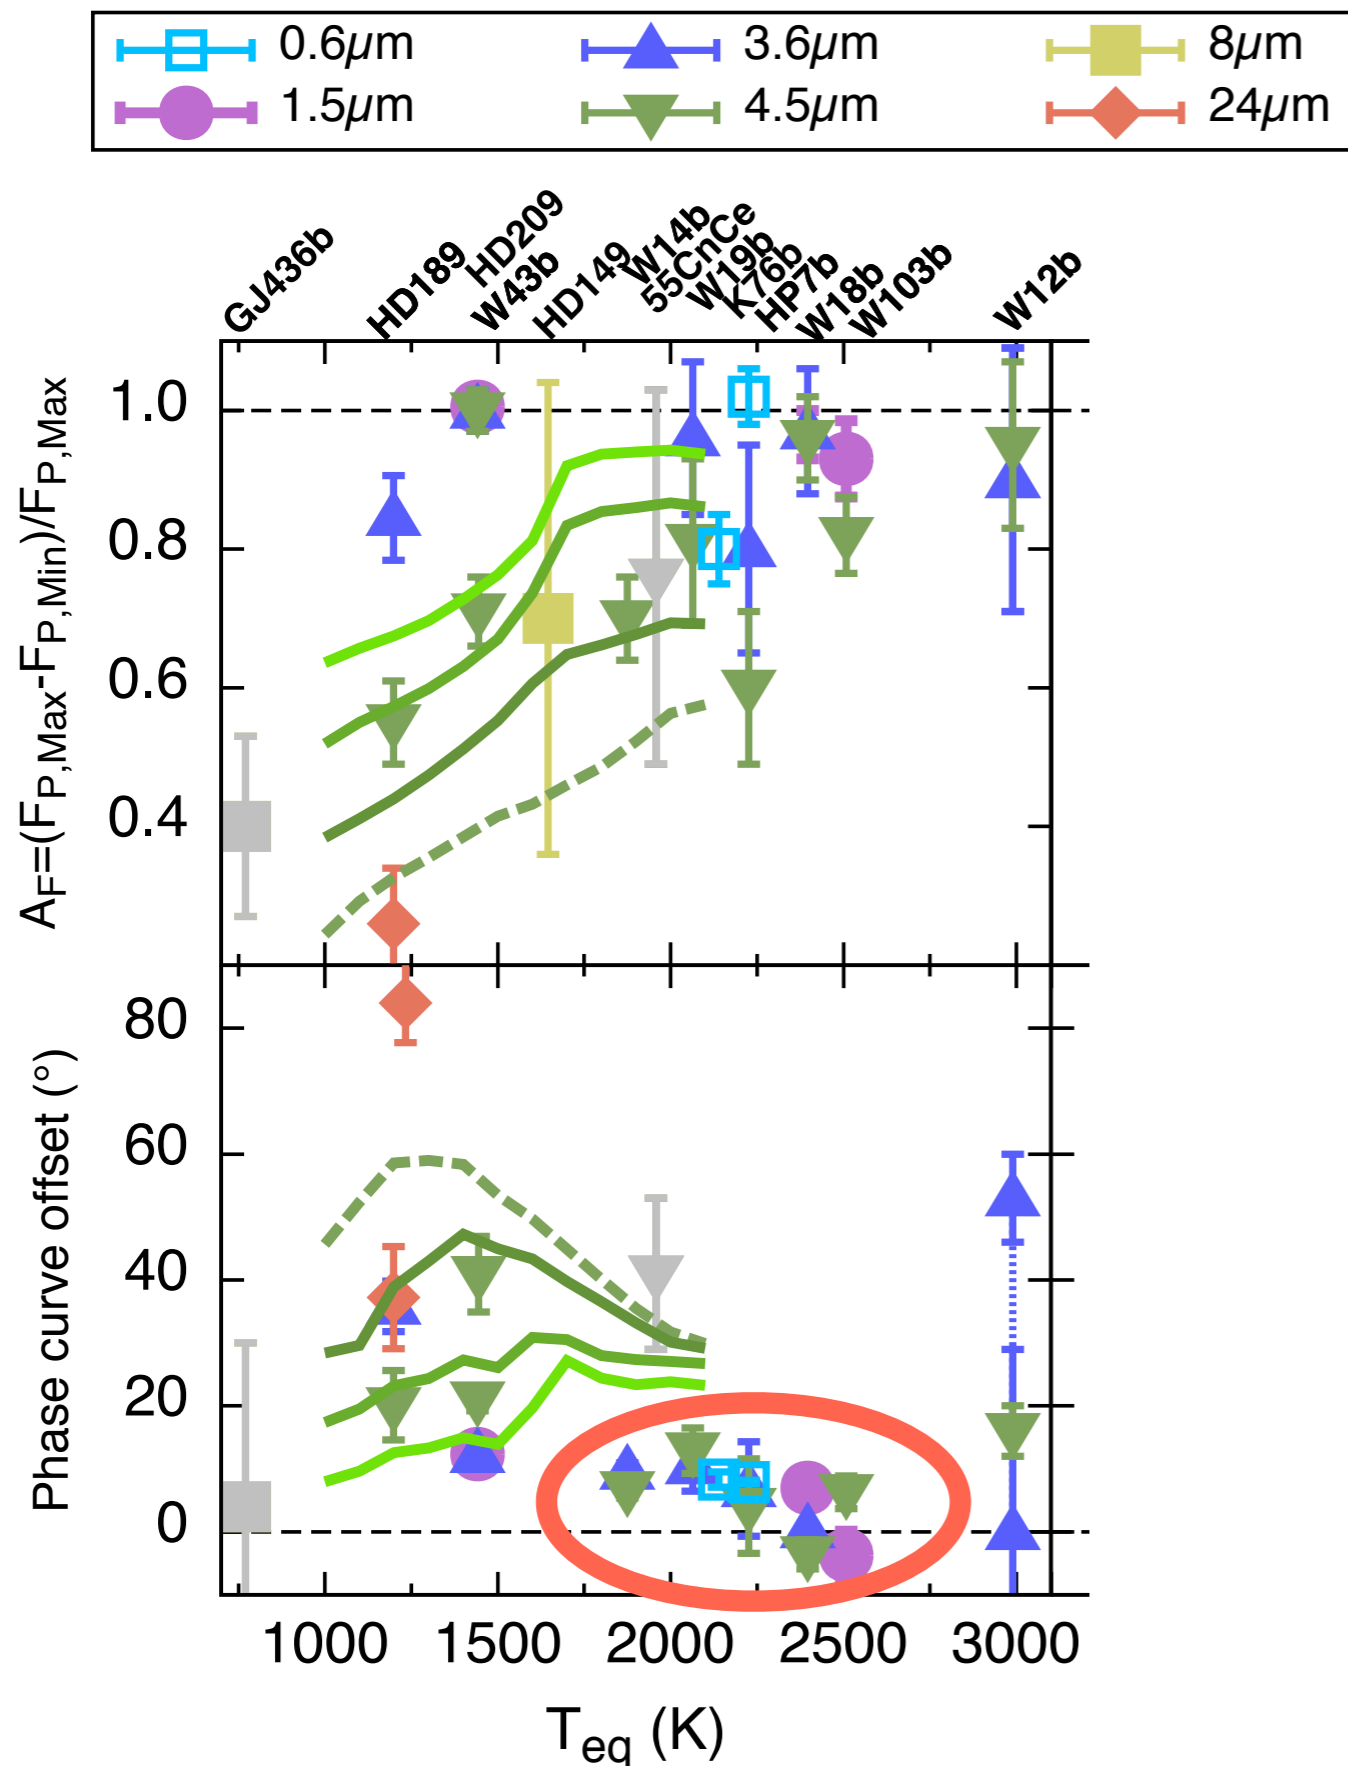 0.6μm
3.6μm
8μm
1.5μm
4.5μm
24μm
GJ436b
HD189
HD209
W43b
HD149
W14b
55CnCe
W19b
K76b
HP7b
W18b
W103b
W12b
A_F=(F_P,Max-F_P,Min)/F_P,Max
1.0
0.8
0.6
0.4
Phase curve offset (°)
80
60
40
20
0
1000 1500 2000 2500 3000
T_eq (K)